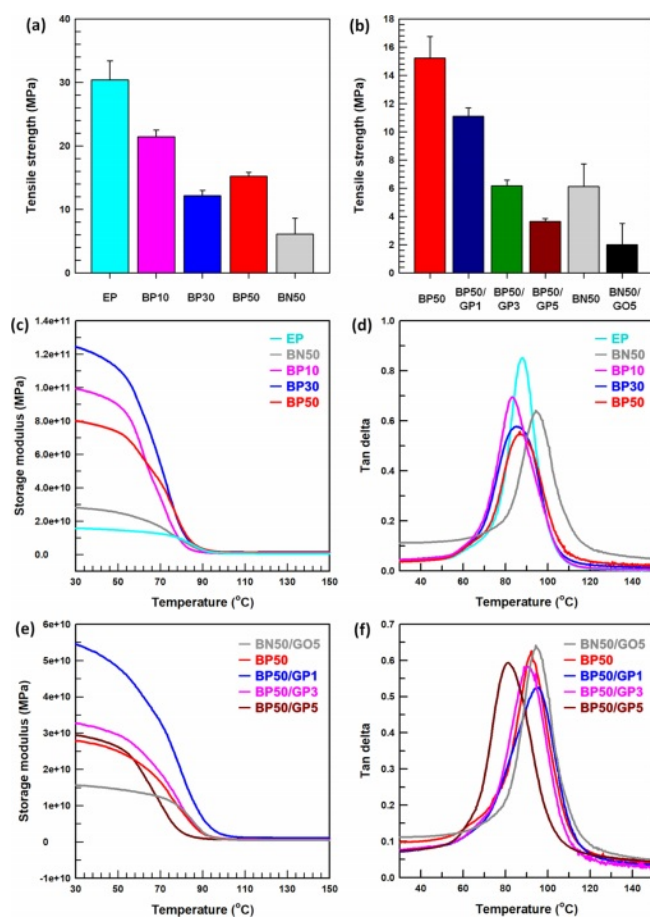 (a)
Tensile strength (MPa)
40
30
20
10
0
EP BP10 BP30 BP50 BN50
(b)
Tensile strength (MPa)
18
16
14
12
10
8
6
4
2
0
BP50 BP50/ BP50/ BP50/ BN50 BN50/
GP1 GP3 GP5 GO5
(c)
Storage modulus (MPa)
1.4e+11
1.2e+11
1.0e+11
8.0e+10
6.0e+10
4.0e+10
2.0e+10
0.0
EP
BN50
BP10
BP30
BP50
30 50 70 90 110 130 150
Temperature (°C)
(d)
Tan delta
1.0
0.8
0.6
0.4
0.2
0.0
EP
BN50
BP10
BP30
BP50
40 60 80 100 120 140
Temperature (°C)
(e)
Storage modulus (MPa)
6e+10
5e+10
4e+10
3e+10
2e+10
1e+10
0
-1e+10
BN50/GO5
BP50
BP50/GP1
BP50/GP3
BP50/GP5
30 50 70 90 110 130 150
Temperature (°C)
(f)
Tan delta
0.7
0.6
0.5
0.4
0.3
0.2
0.1
0.0
BN50/GO5
BP50
BP50/GP1
BP50/GP3
BP50/GP5
40 60 80 100 120 140
Temperature (°C)